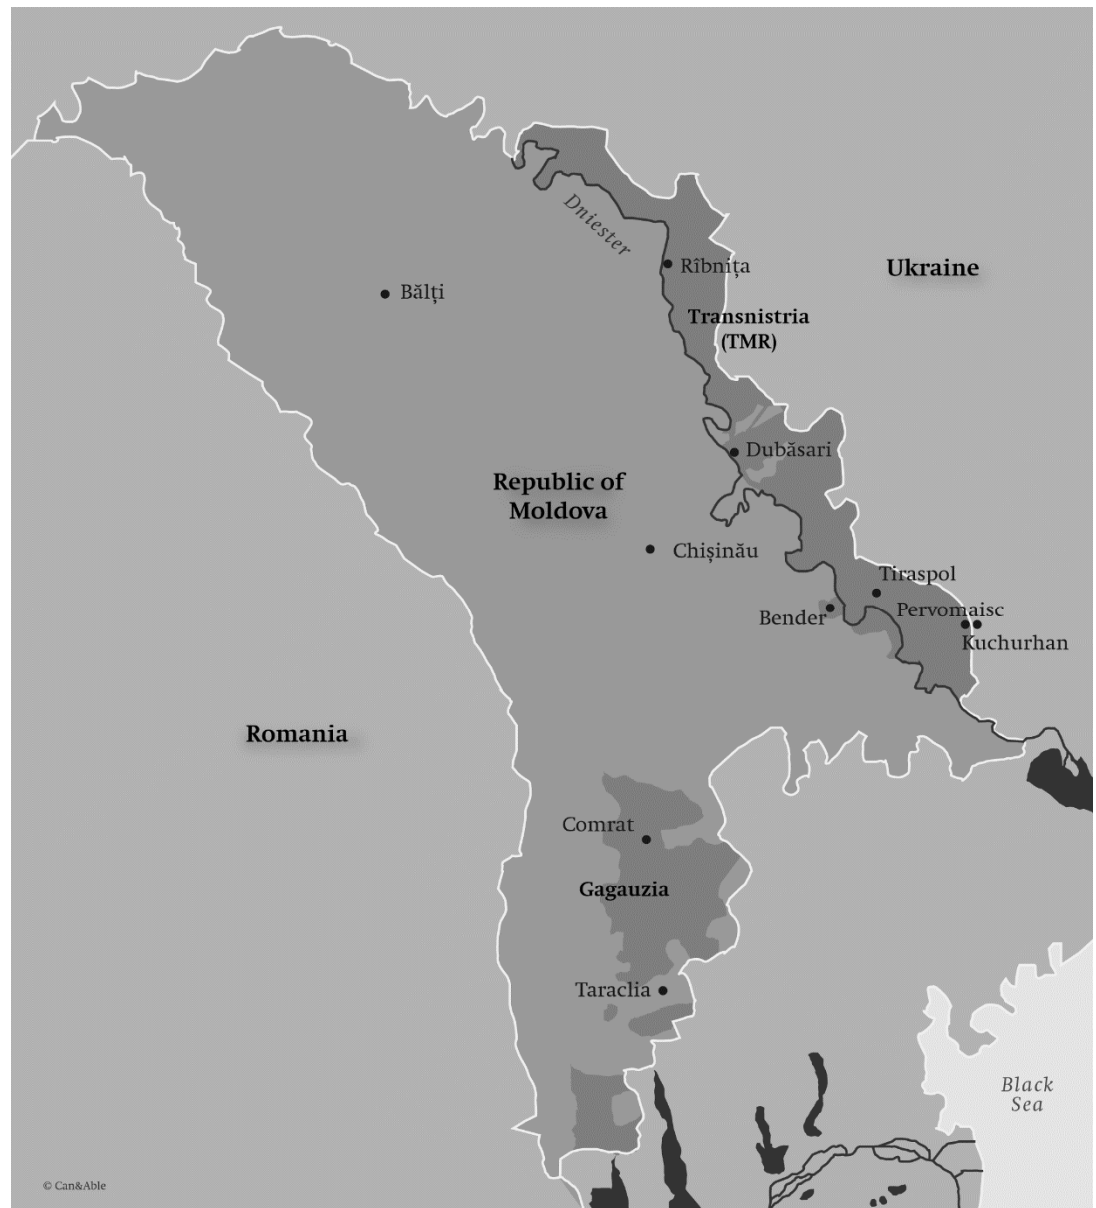 Dniester
Rîbnița
Ukraine
Bălți
Transnistria
(TMR)
Dubăsari
Republic of
Moldova
Chișinău
Tiraspol
Pervomaisc
Bender
Kuchurhan
Romania
Comrat
Gagauzia
Taraclia
Black
Sea
© Can&Able